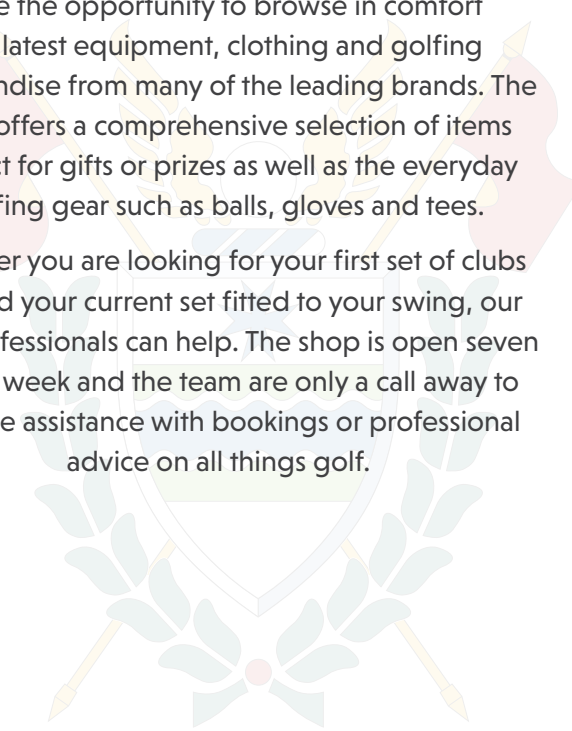 e the opportunity to browse in comfort
latest equipment, clothing and golfing
ndise from many of the leading brands. The
offers a comprehensive selection of items
t for gifts or prizes as well as the everyday
fing gear such as balls, gloves and tees.
er you are looking for your first set of clubs
d your current set fitted to your swing, our
fessionals can help. The shop is open seven
week and the team are only a call away to
e assistance with bookings or professional
advice on all things golf.